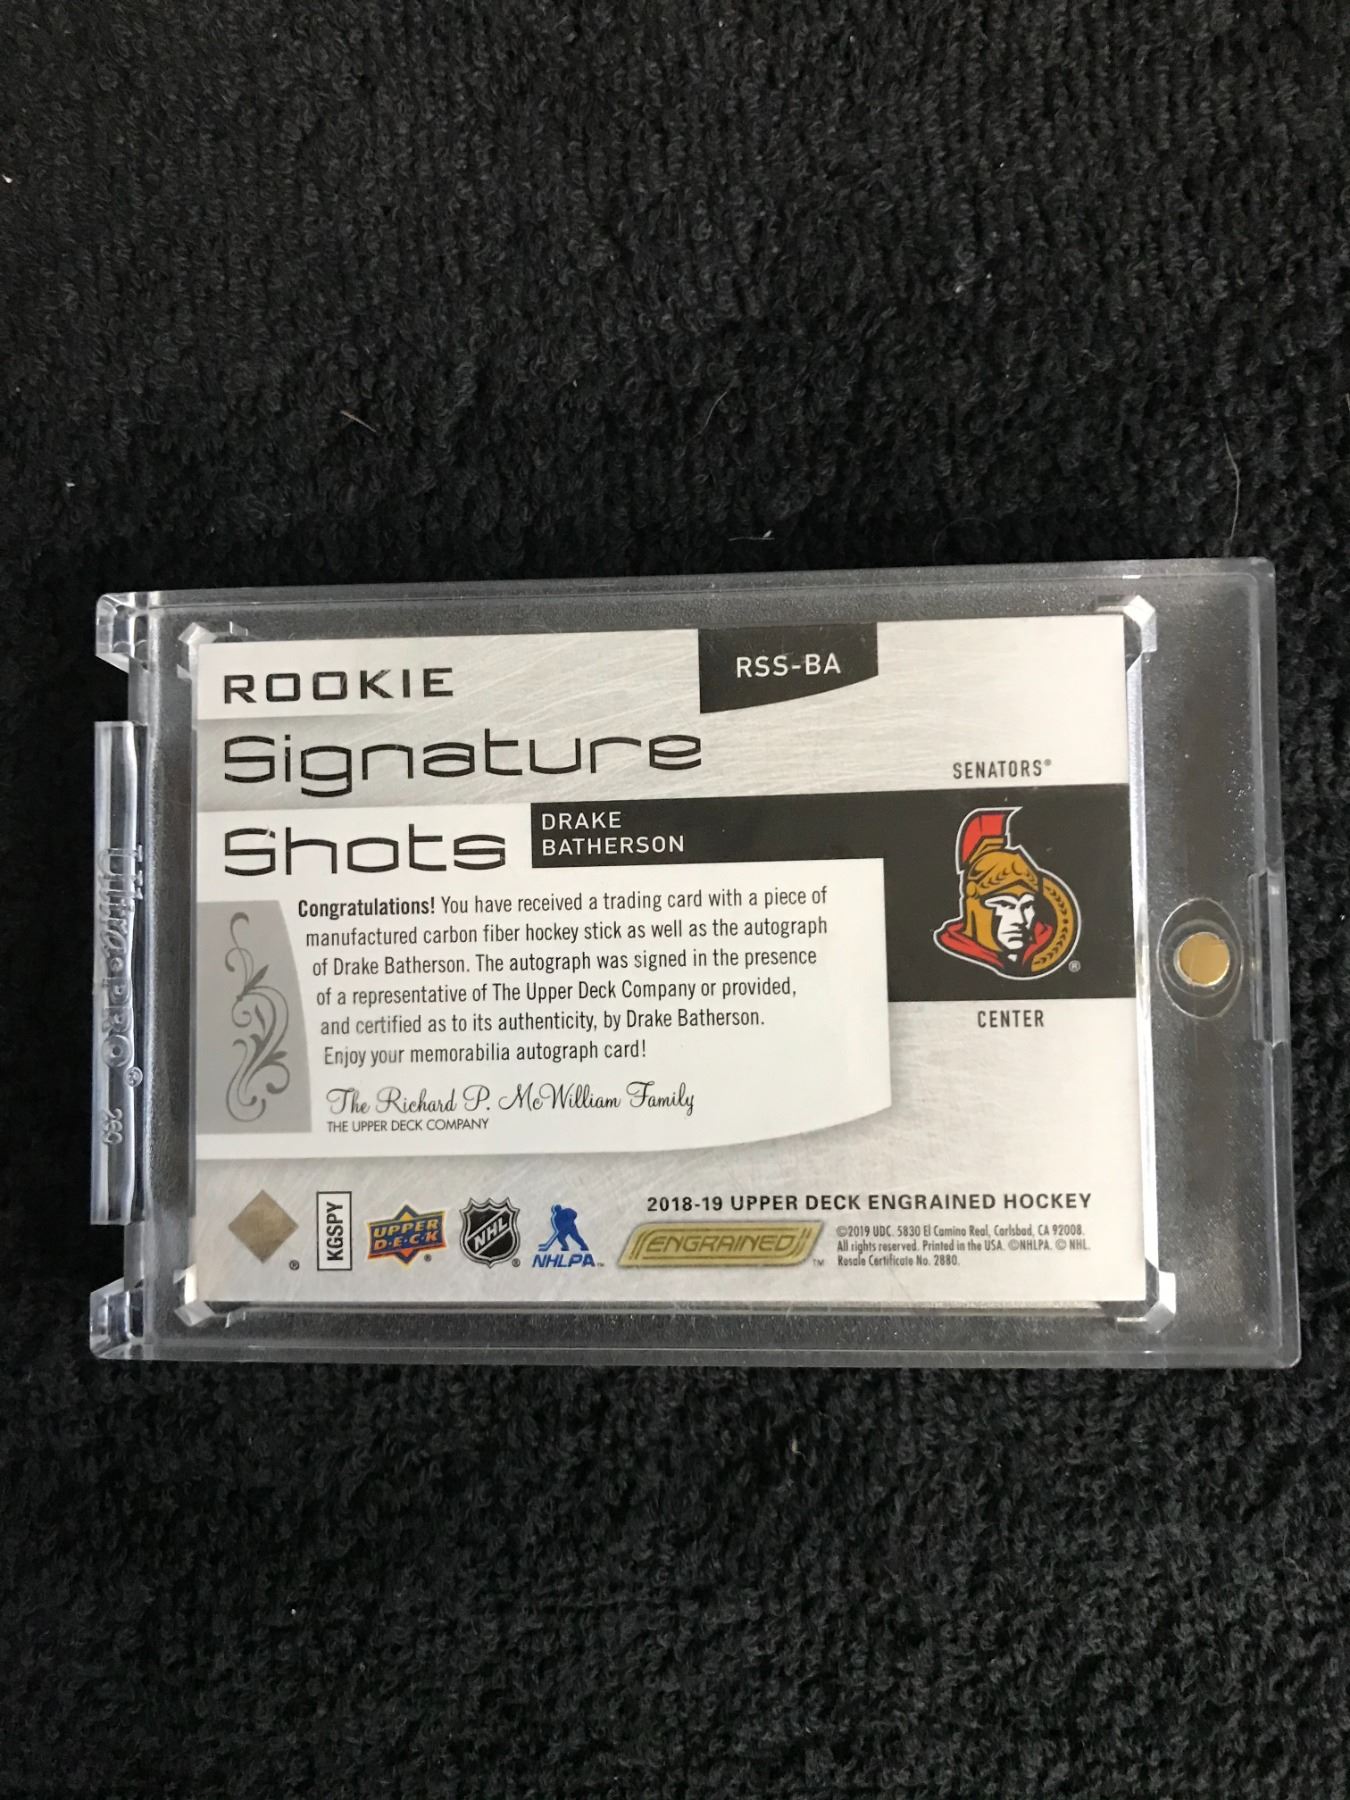 ROOKIE
RSS-BA
Signature
SENATORS®
Shots
DRAKE
BATHERSON
Congratulations! You have received a trading card with a piece of
manufactured carbon fiber hockey stick as well as the autograph
of Drake Batherson. The autograph was signed in the presence
of a representative of The Upper Deck Company or provided,
and certified as to its authenticity, by Drake Batherson.
Enjoy your memorabilia autograph card!
CENTER
The Richard P. McWilliam Family
THE UPPER DECK COMPANY
2018-19 UPPER DECK ENGRAINED HOCKEY
®
KGSPY
UPPER
D·E·C·K ®
NHL ®
NHLPA™
ENGRAINED ™
©2019 UDC. 5830 El Camino Real, Carlsbad, CA 92008.
All rights reserved. Printed in the USA. ©NHLPA. © NHL.
Resale Certificate No. 2880.
Ultra·PRO®